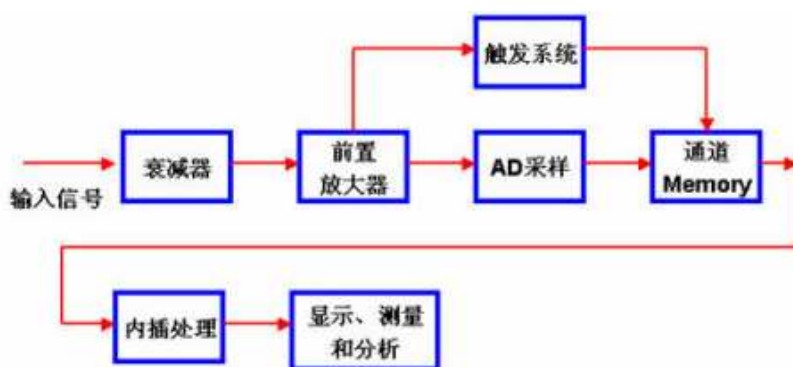 触发系统
输入信号
衰减器
前置
放大器
AD采样
通道
Memory
内插处理
显示、测量
和分析